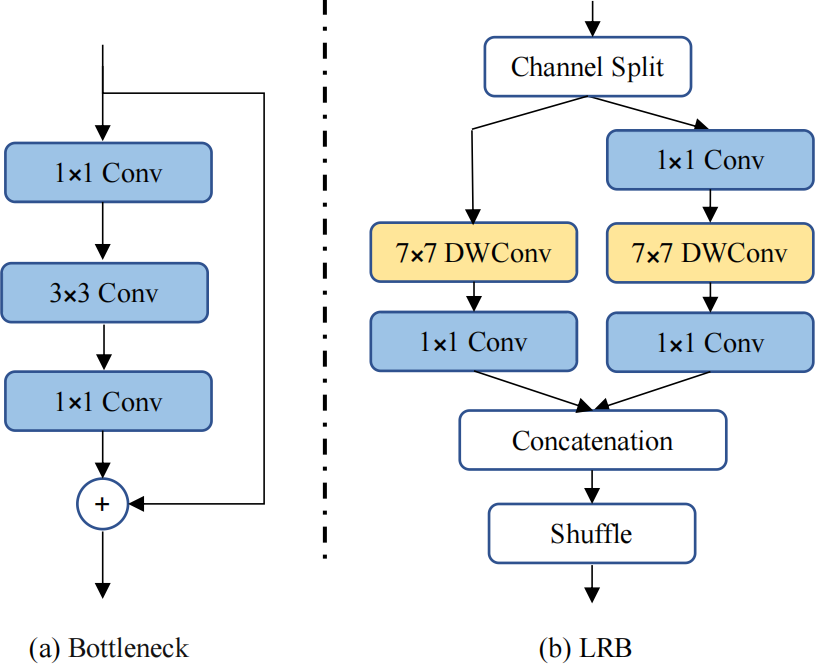 1×1 Conv
3×3 Conv
1×1 Conv
+
(a) Bottleneck
Channel Split
1×1 Conv
7×7 DWConv
7×7 DWConv
1×1 Conv
1×1 Conv
Concatenation
Shuffle
(b) LRB